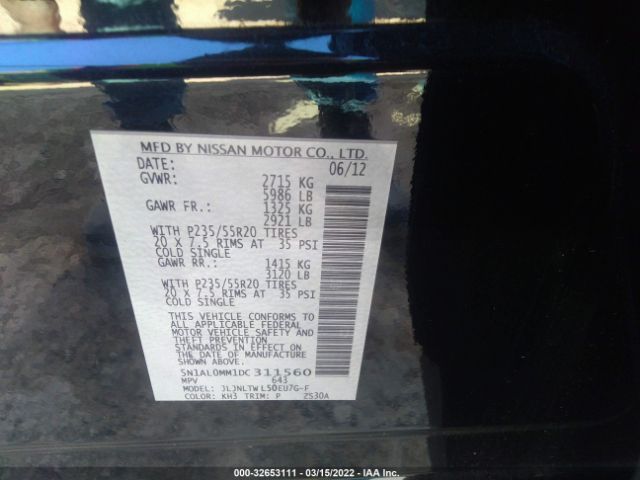 MFD BY NISSAN MOTOR CO., LTD.
DATE: 06/12
GVWR: 2715 KG
5986 LB
GAWR FR.: 1325 KG
2921 LB
WITH P235/55R20 TIRES
20 X 7.5 RIMS AT 35 PSI
COLD SINGLE
GAWR RR.: 1415 KG
3120 LB
WITH P235/55R20 TIRES
20 X 7.5 RIMS AT 35 PSI
COLD SINGLE
THIS VEHICLE CONFORMS TO
ALL APPLICABLE FEDERAL
MOTOR VEHICLE SAFETY AND
THEFT PREVENTION
STANDARDS IN EFFECT ON
THE DATE OF MANUFACTURE
SHOWN ABOVE.
5N1AL0MM1DC 311560
MPV 643
MODEL: JLJNLTW L50EU7G-F
COLOR: KH3 TRIM: P 2S30A
000-32653111 — 03/15/2022 — IAA Inc.